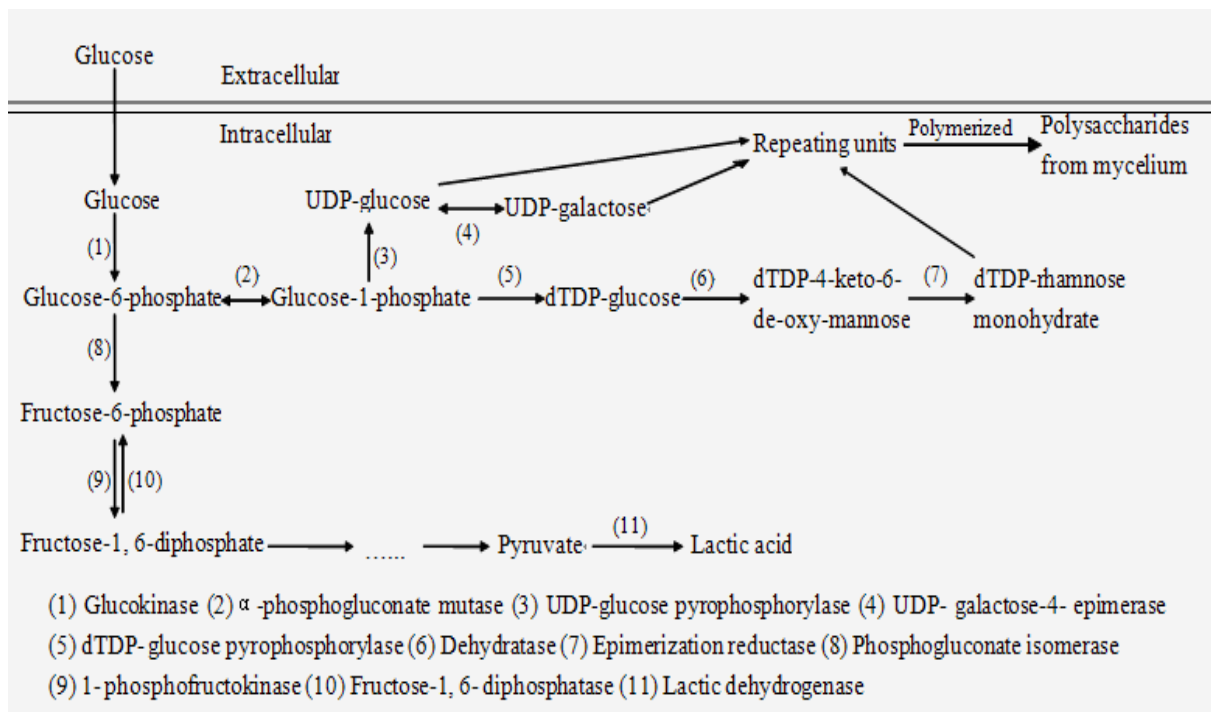 Glucose
Extracellular
Intracellular
Repeating units
Polymerized
Polysaccharides
from mycelium
Glucose
UDP-glucose
UDP-galactose
(4)
(1)
(3)
(2)
(5)
(6)
(7)
Glucose-6-phosphate
Glucose-1-phosphate
dTDP-glucose
dTDP-4-keto-6-
de-oxy-mannose
dTDP-rhamnose
monohydrate
(8)
Fructose-6-phosphate
(9)
(10)
Fructose-1, 6-diphosphate
......
Pyruvate
(11)
Lactic acid
(1) Glucokinase (2) α -phosphogluconate mutase (3) UDP-glucose pyrophosphorylase (4) UDP- galactose-4- epimerase
(5) dTDP- glucose pyrophosphorylase (6) Dehydratase (7) Epimerization reductase (8) Phosphogluconate isomerase
(9) 1- phosphofructokinase (10) Fructose-1, 6- diphosphatase (11) Lactic dehydrogenase